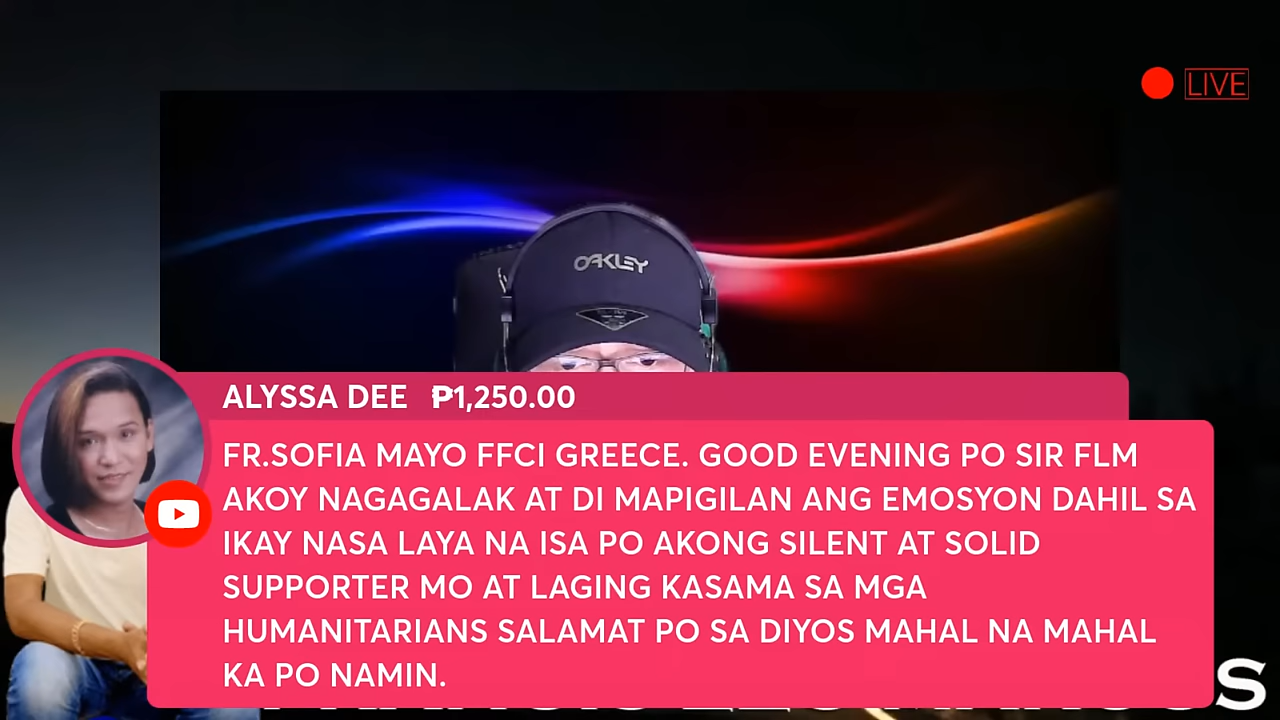 LIVE
OAKLEY
ALYSSA DEE ₱1,250.00
FR.SOFIA MAYO FFCI GREECE. GOOD EVENING PO SIR FLM
AKOY NAGAGALAK AT DI MAPIGILAN ANG EMOSYON DAHIL SA
IKAY NASA LAYA NA ISA PO AKONG SILENT AT SOLID
SUPPORTER MO AT LAGING KASAMA SA MGA
HUMANITARIANS SALAMAT PO SA DIYOS MAHAL NA MAHAL
KA PO NAMIN.